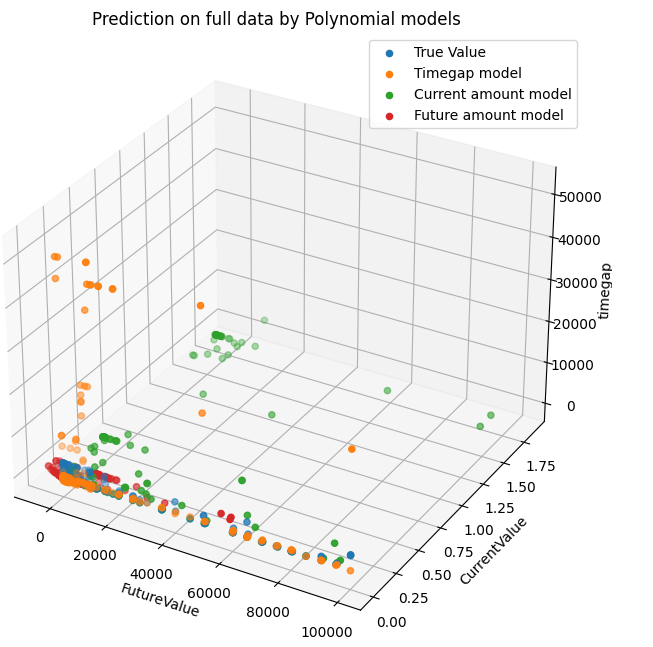 Prediction on full data by Polynomial models
True Value
Timegap model
Current amount model
Future amount model
50000
40000
30000
20000
10000
0
timegap
1.75
1.50
1.25
1.00
0.75
0.50
0.25
0.00
CurrentValue
0
20000
40000
60000
80000
100000
FutureValue